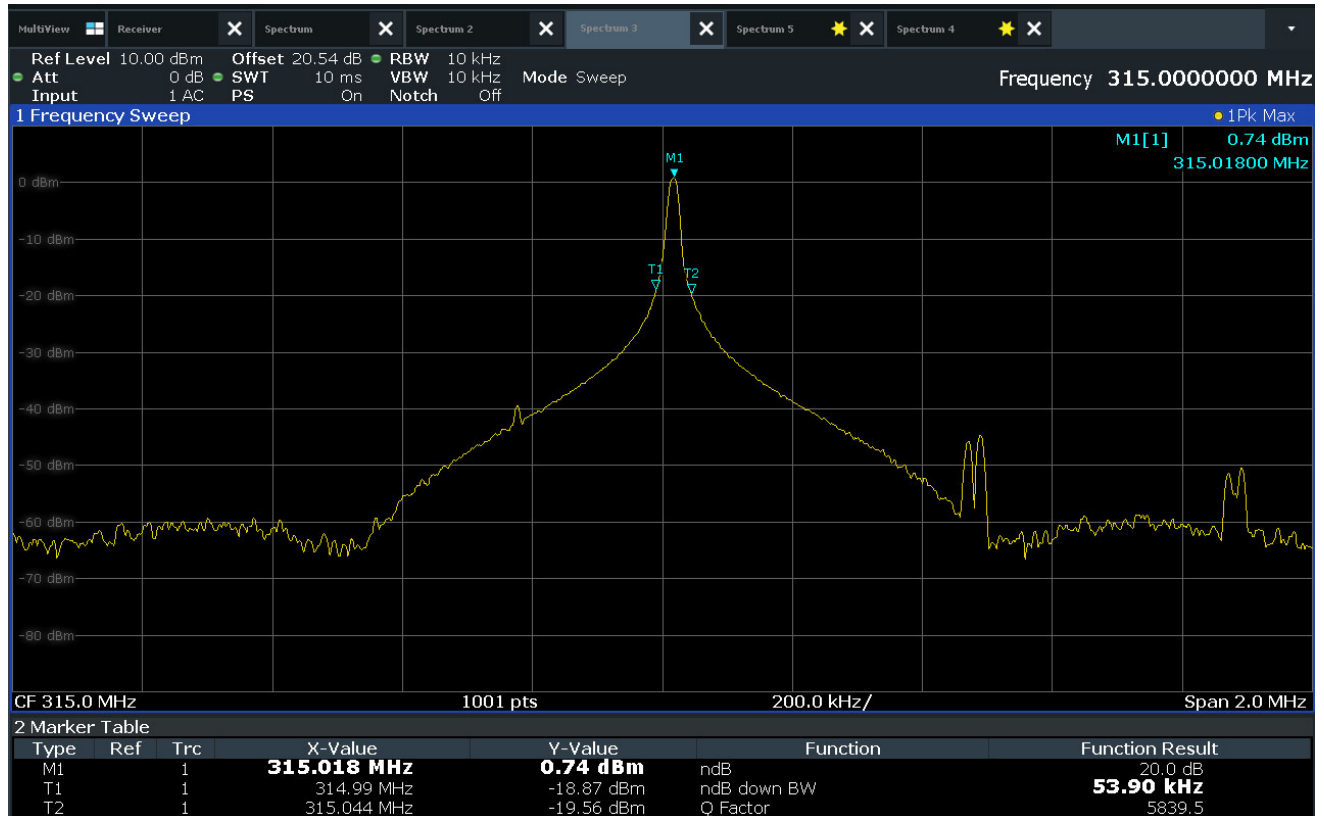 MultiView Receiver Spectrum Spectrum 2 Spectrum 3 Spectrum 5 Spectrum 4
Ref Level 10.00 dBm Offset 20.54 dB RBW 10 kHz
Att 0 dB SWT 10 ms VBW 10 kHz Mode Sweep Frequency 315.0000000 MHz
Input 1 AC PS On Notch Off
1 Frequency Sweep 1Pk Max
M1[1] 0.74 dBm
315.01800 MHz
M1
0 dBm
-10 dBm
T1 T2
-20 dBm
-30 dBm
-40 dBm
-50 dBm
-60 dBm
-70 dBm
-80 dBm
CF 315.0 MHz 1001 pts 200.0 kHz/ Span 2.0 MHz
2 Marker Table
Type Ref Trc X-Value Y-Value Function Function Result
M1 1 315.018 MHz 0.74 dBm ndB 20.0 dB
T1 1 314.99 MHz -18.87 dBm ndB down BW 53.90 kHz
T2 1 315.044 MHz -19.56 dBm Q Factor 5839.5